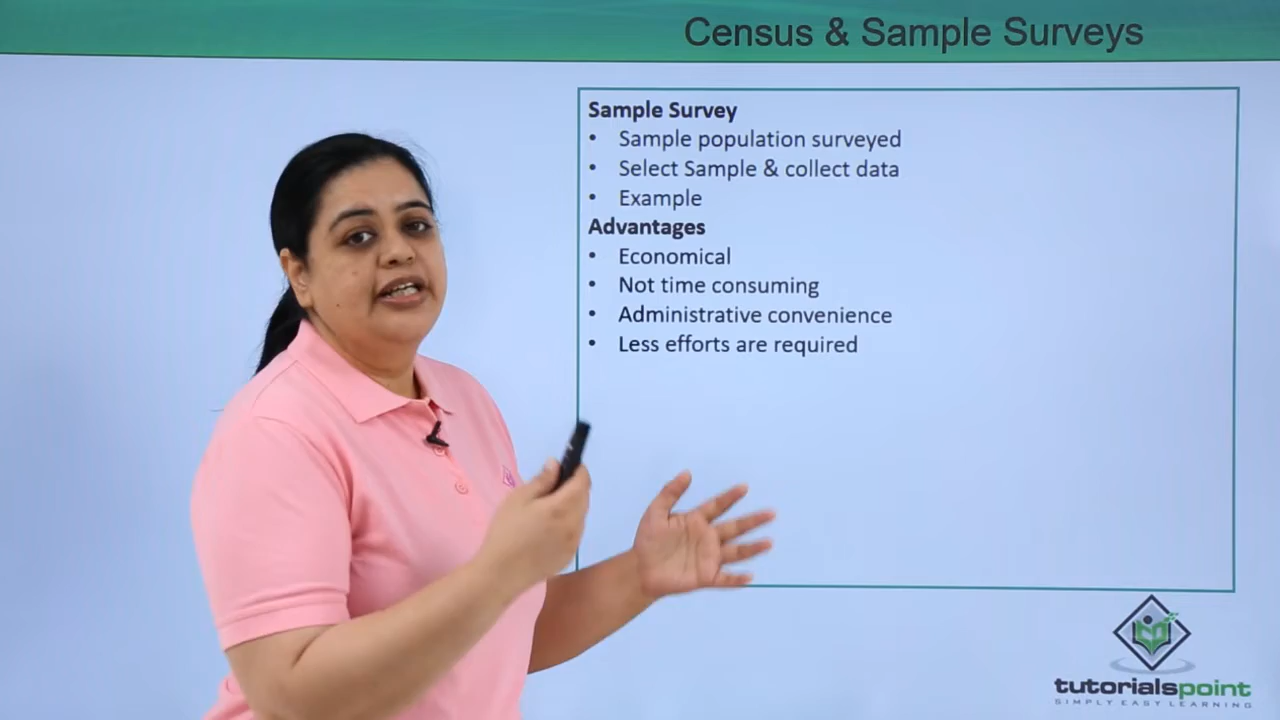 Census & Sample Surveys
Sample Survey
• Sample population surveyed
• Select Sample & collect data
• Example
Advantages
• Economical
• Not time consuming
• Administrative convenience
• Less efforts are required
tutorialspoint
SIMPLY EASY LEARNING